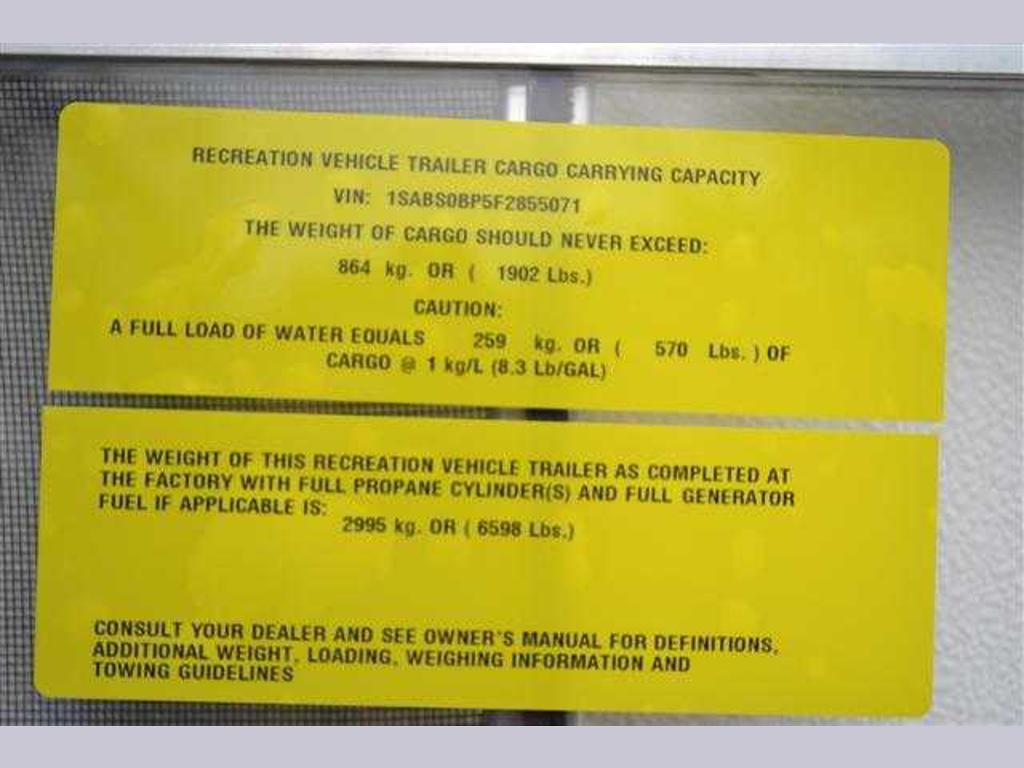 RECREATION VEHICLE TRAILER CARGO CARRYING CAPACITY
VIN: 1SABS0BP5F2855071
THE WEIGHT OF CARGO SHOULD NEVER EXCEED:
864 kg. OR ( 1902 Lbs.)
CAUTION:
A FULL LOAD OF WATER EQUALS 259 kg. OR ( 570 Lbs. ) OF
CARGO @ 1 kg/L (8.3 Lb/GAL)
THE WEIGHT OF THIS RECREATION VEHICLE TRAILER AS COMPLETED AT
THE FACTORY WITH FULL PROPANE CYLINDER(S) AND FULL GENERATOR
FUEL IF APPLICABLE IS:
2995 kg. OR ( 6598 Lbs.)
CONSULT YOUR DEALER AND SEE OWNER'S MANUAL FOR DEFINITIONS,
ADDITIONAL WEIGHT, LOADING, WEIGHING INFORMATION AND
TOWING GUIDELINES